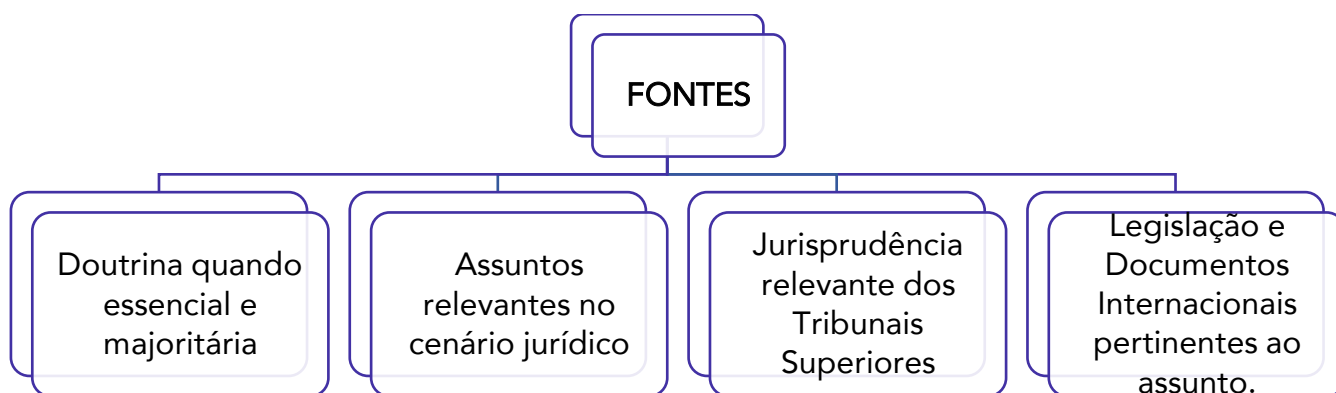 FONTES
Doutrina quando
essencial e
majoritária
Assuntos
relevantes no
cenário jurídico
Jurisprudência
relevante dos
Tribunais
Superiores
Legislação e
Documentos
Internacionais
pertinentes ao
assunto.